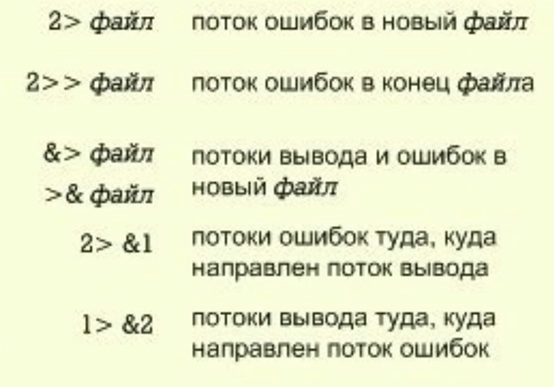 2> файл поток ошибок в новый файл
2>> файл поток ошибок в конец файла
&> файл потоки вывода и ошибок в
>& файл новый файл
2> &1 потоки ошибок туда, куда
направлен поток вывода
1> &2 потоки вывода туда, куда
направлен поток ошибок